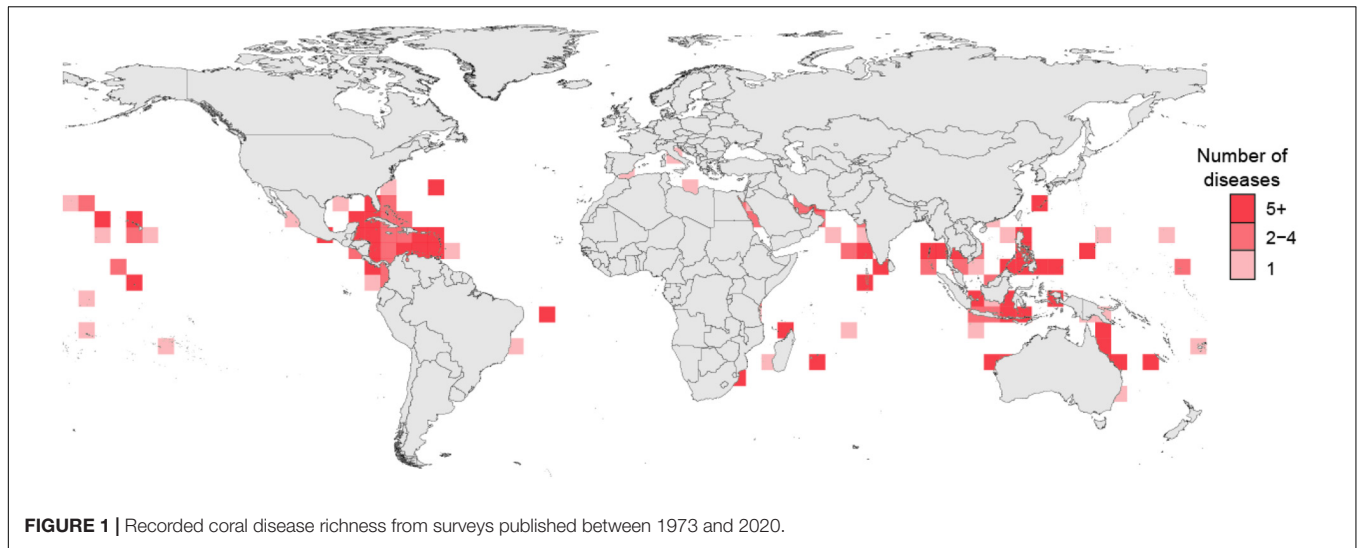 Number of
diseases
5+
2–4
1
FIGURE 1 | Recorded coral disease richness from surveys published between 1973 and 2020.